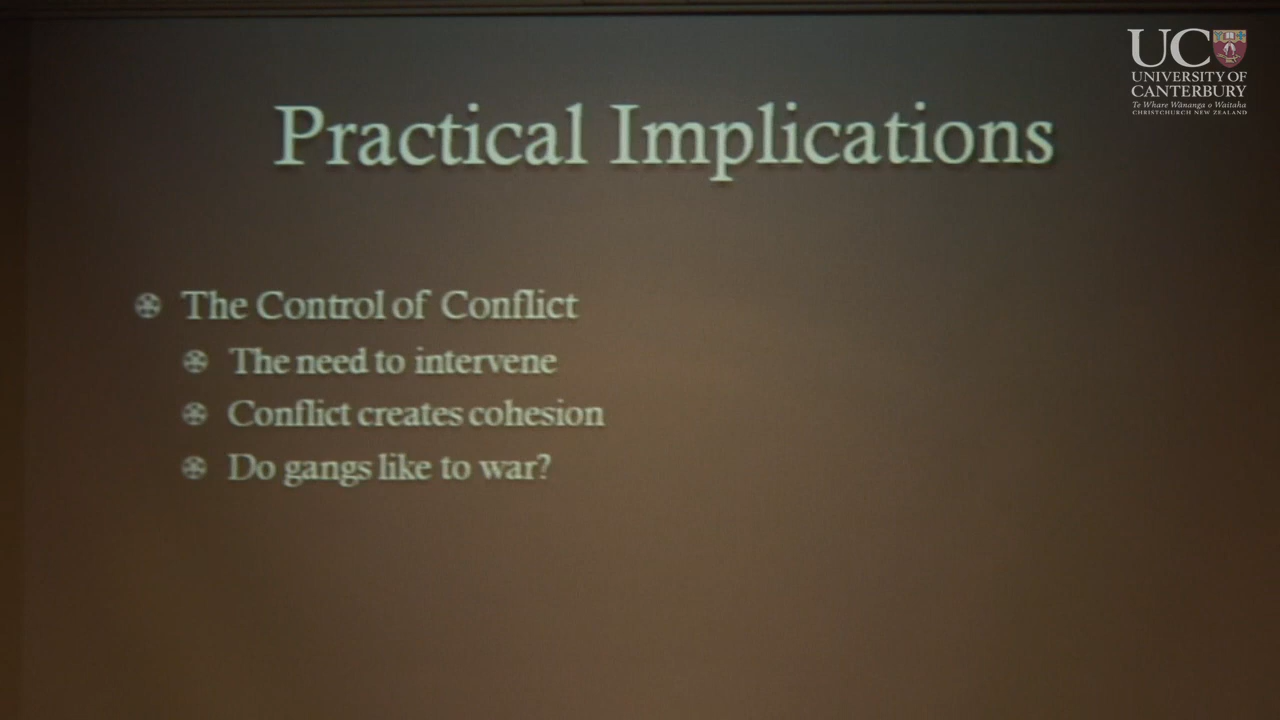 UC
UNIVERSITY OF
CANTERBURY
Te Whare Wānanga o Waitaha
CHRISTCHURCH NEW ZEALAND
Practical Implications
The Control of Conflict
The need to intervene
Conflict creates cohesion
Do gangs like to war?